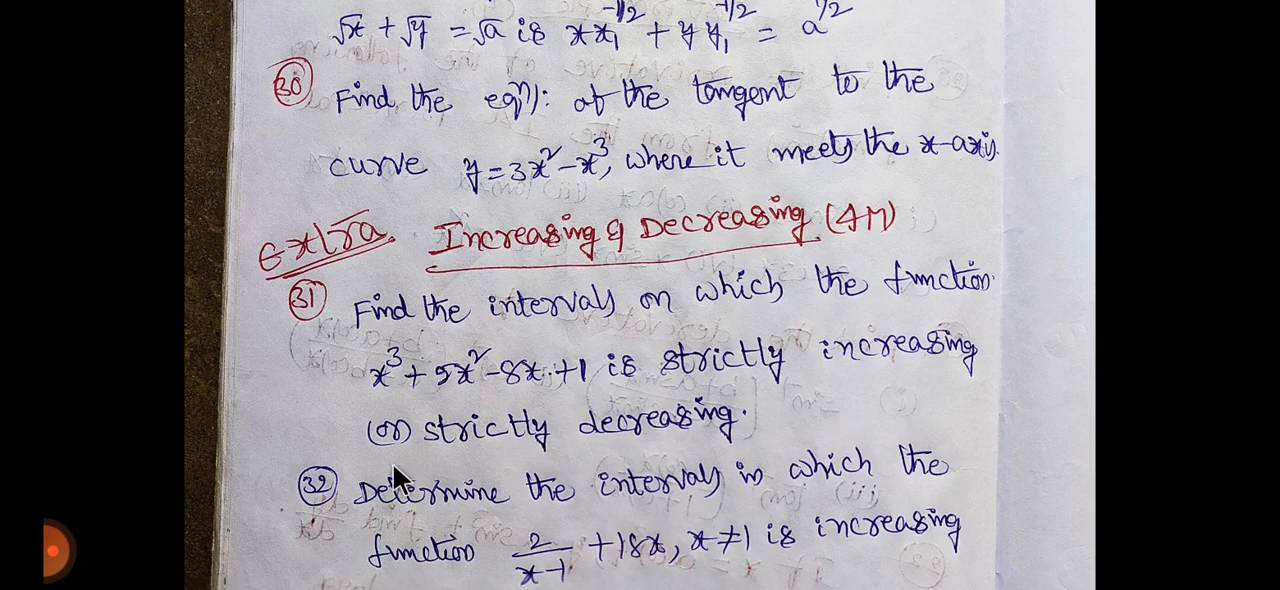 √x + √y = √a is xx₁^-1/2 + yy₁^-1/2 = a^1/2
30 Find the eqn: at the tangent to the
curve y = 3x² - x³, where it meets the x-axis.
Extra Increasing & Decreasing (4M)
31 Find the intervals on which the function
x³ + 5x² - 8x + 1 is strictly increasing
(or) strictly decreasing.
32 Determine the intervals in which the
function 2/(x-1) + 18x, x ≠ 1 is increasing